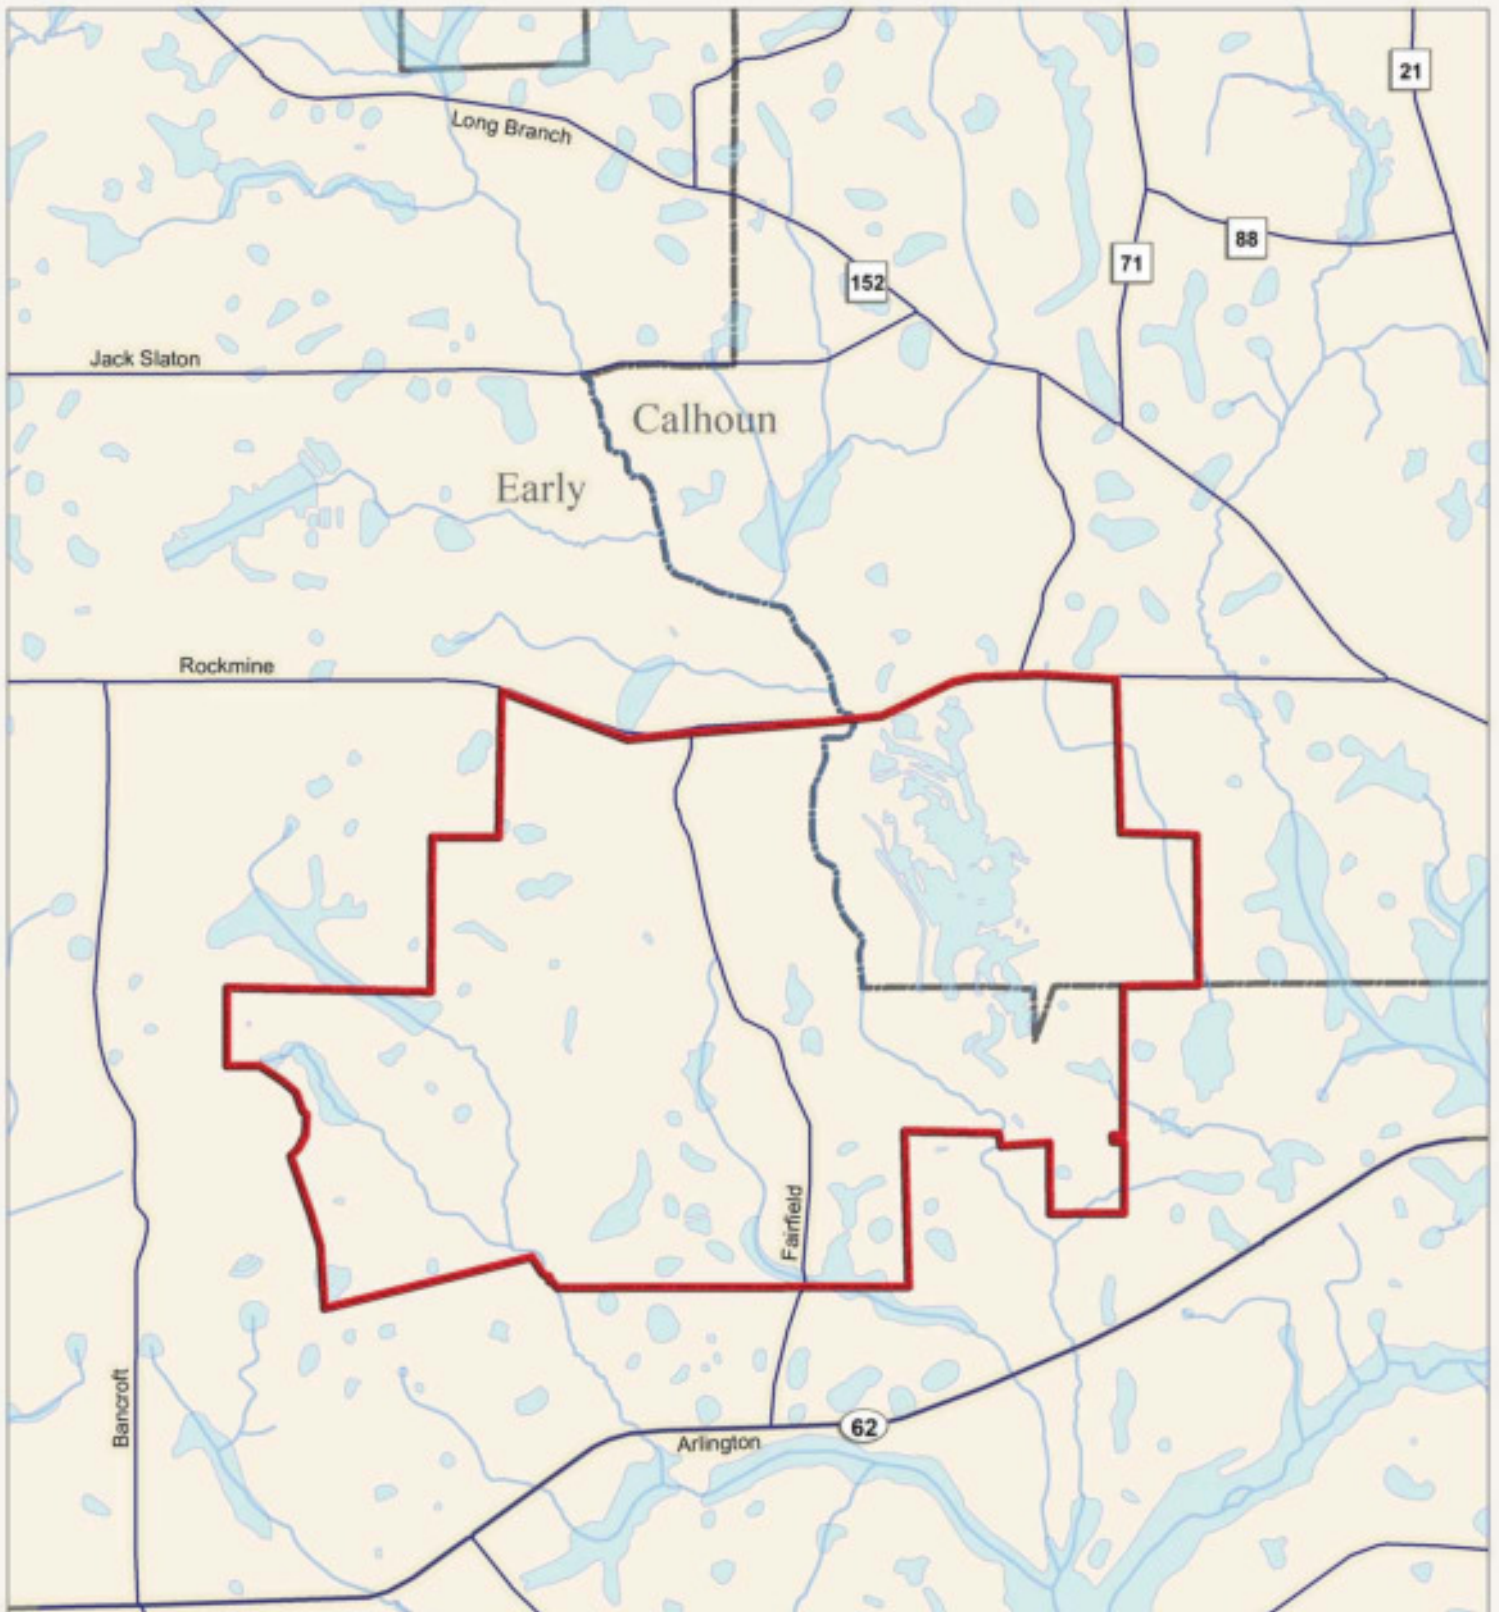 21
Long Branch
88
71
152
Jack Slaton
Calhoun
Early
Rockmine
Fairfield
Bancroft
62
Arlington